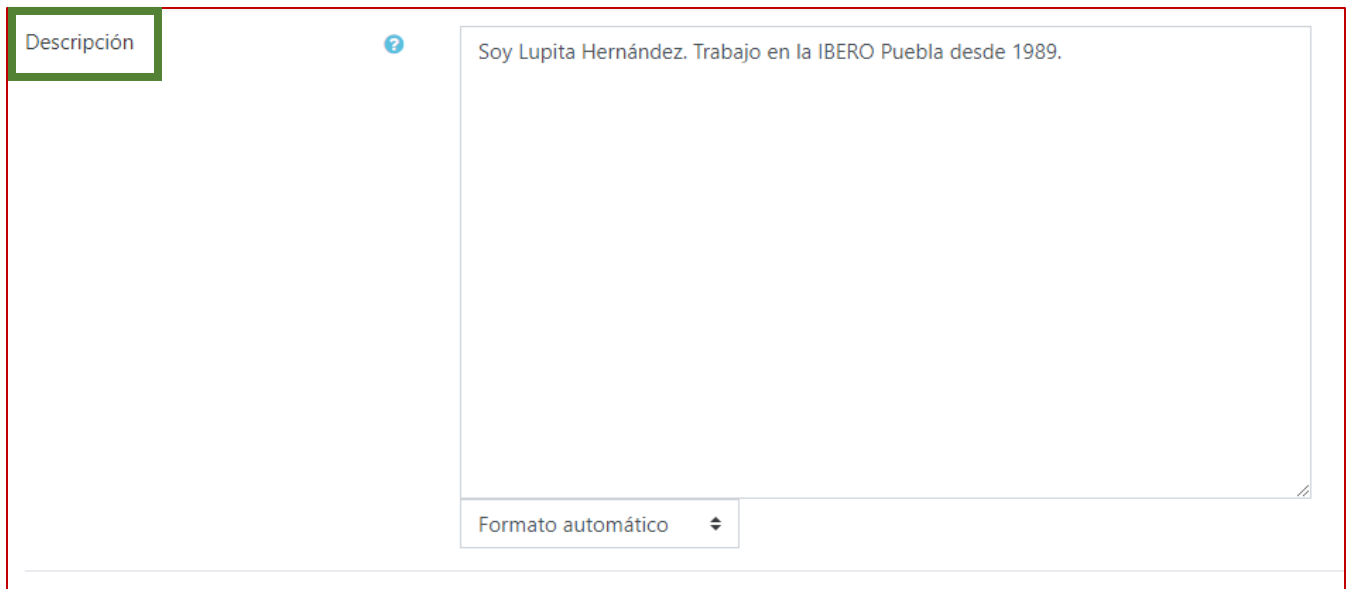 Descripción
Soy Lupita Hernández. Trabajo en la IBERO Puebla desde 1989.
Formato automático